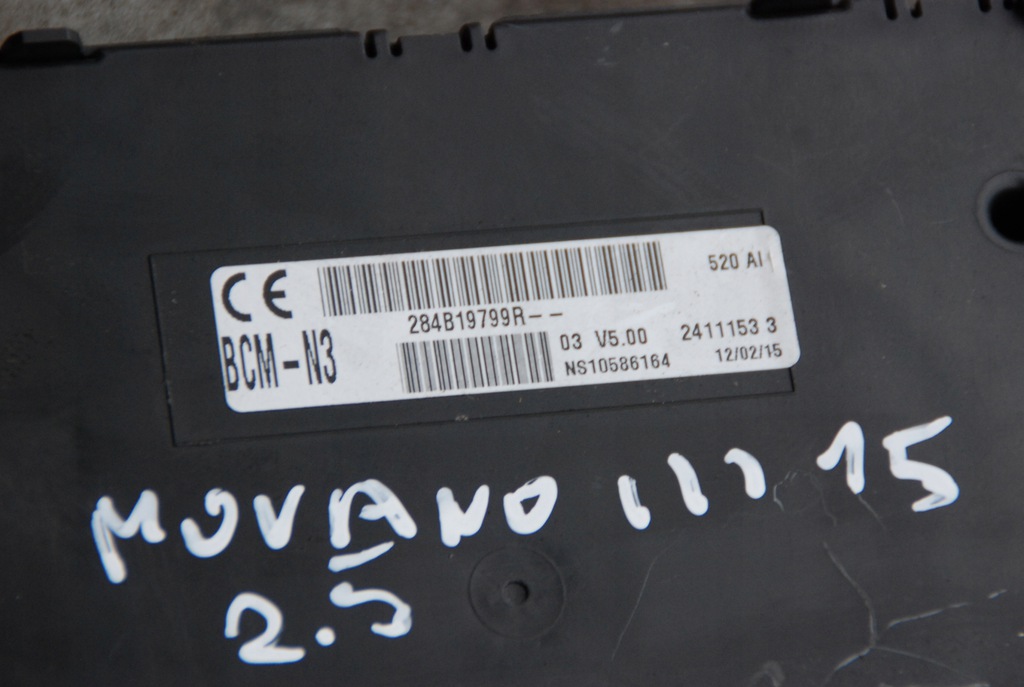 CE 520 AI
284B19799R--
BCM-N3 03 V5.00 2411153 3
NS10586164 12/02/15
MOVANO III 15
2.5